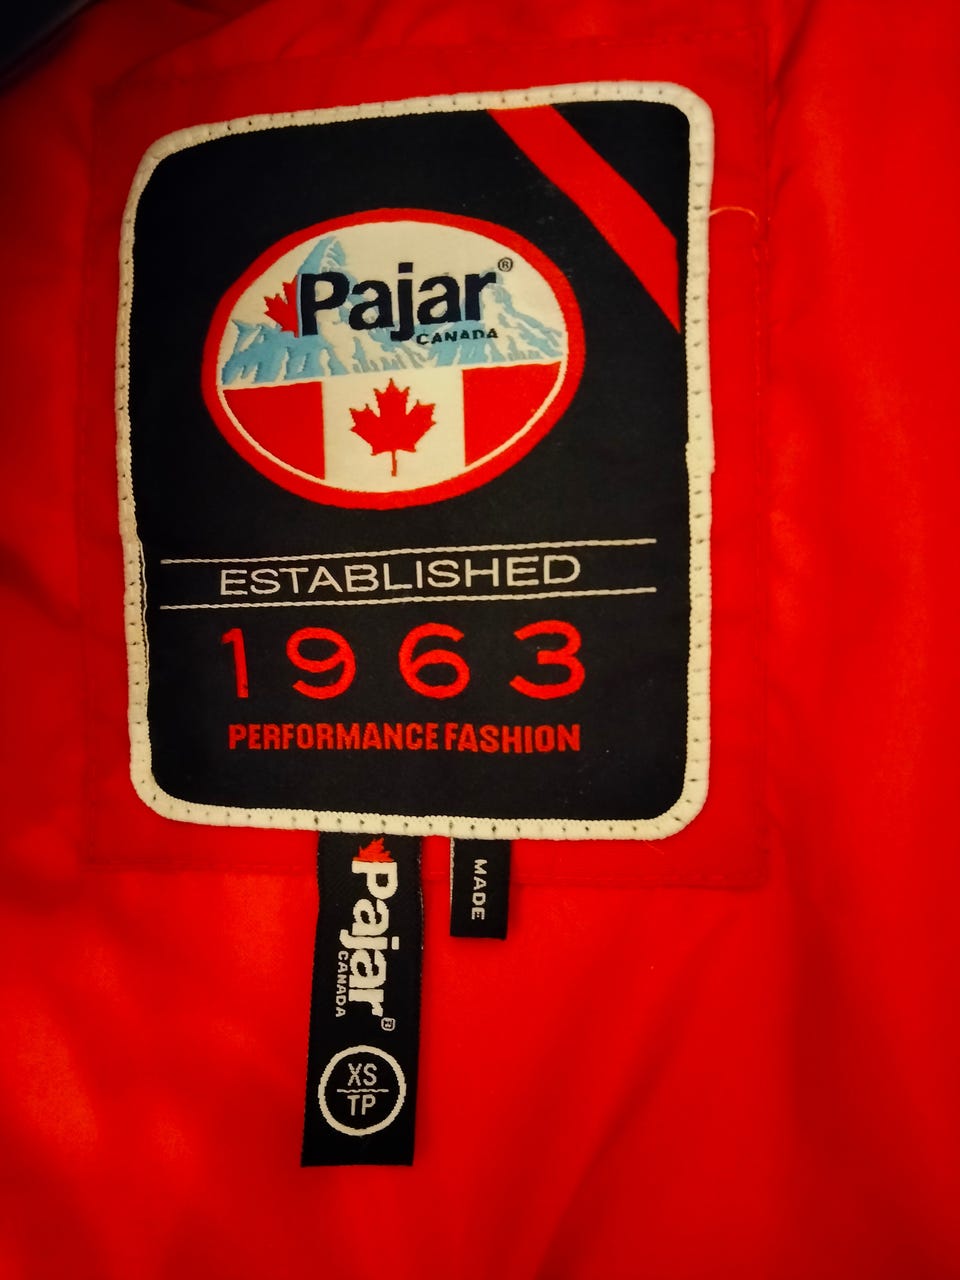 Pajar®
CANADA
ESTABLISHED
1963
PERFORMANCE FASHION
Pajar®
CANADA
XS
TP
MADE